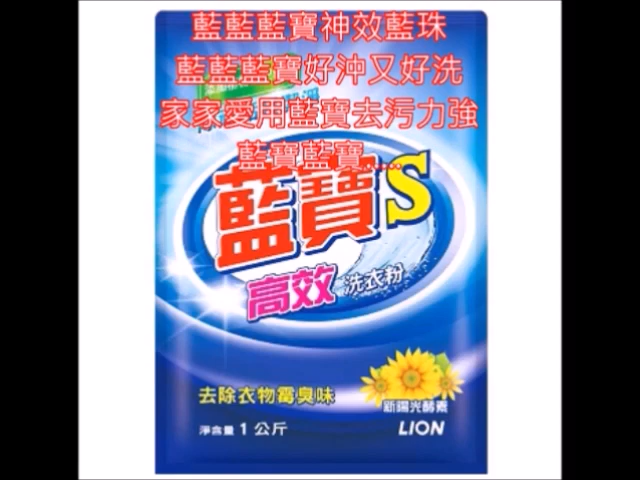 藍藍藍寶神效藍珠
藍藍藍寶好沖又好洗
家家愛用藍寶去污力強
藍寶藍寶......
藍寶S
高效 洗衣粉
去除衣物霉臭味
新陽光酵素
淨含量 1 公斤
LION